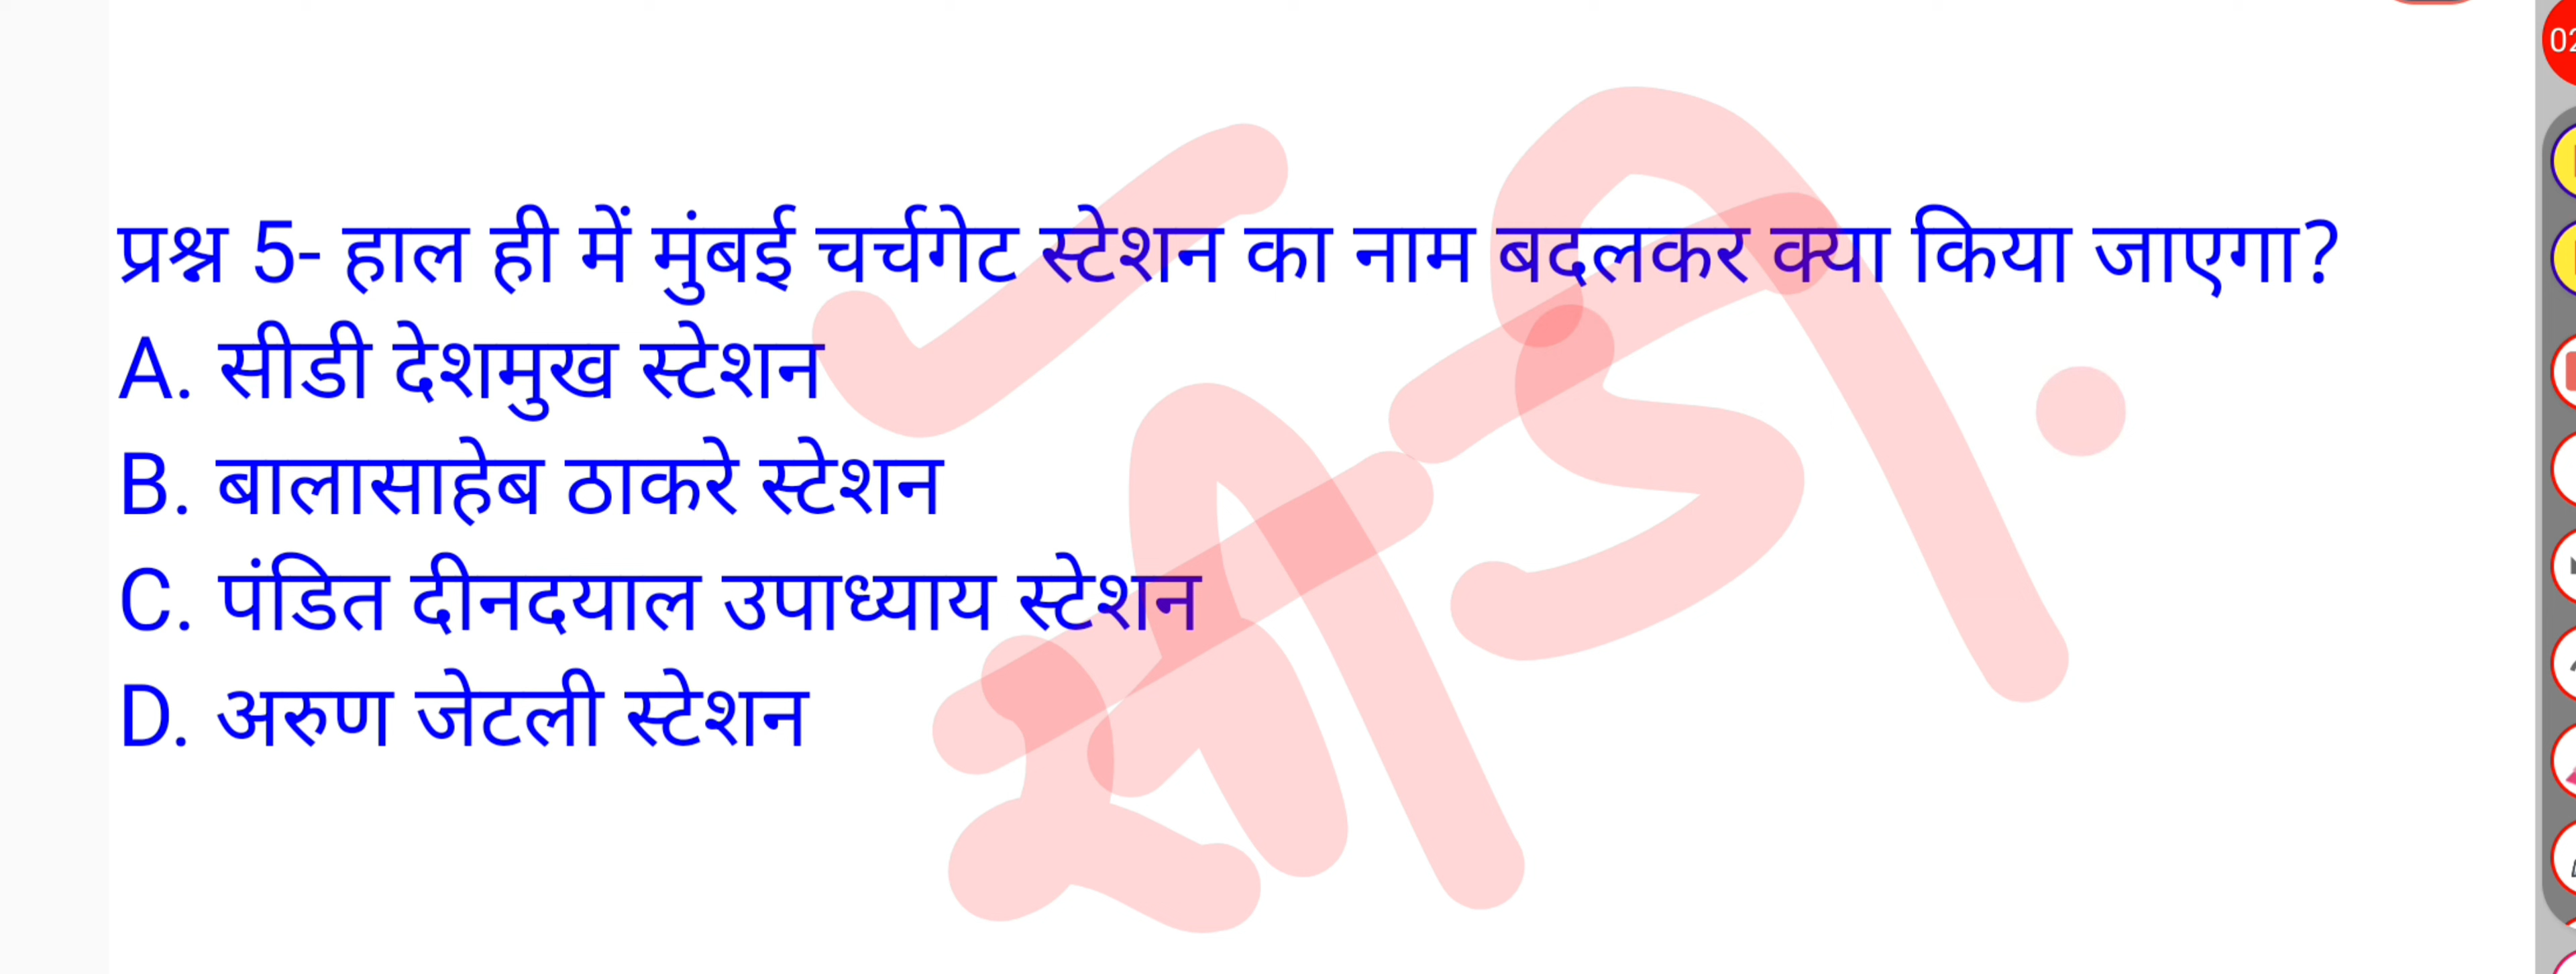 प्रश्न 5- हाल ही में मुंबई चर्चगेट स्टेशन का नाम बदलकर क्या किया जाएगा?
A. सीडी देशमुख स्टेशन
B. बालासाहेब ठाकरे स्टेशन
C. पंडित दीनदयाल उपाध्याय स्टेशन
D. अरुण जेटली स्टेशन
सी. डी.